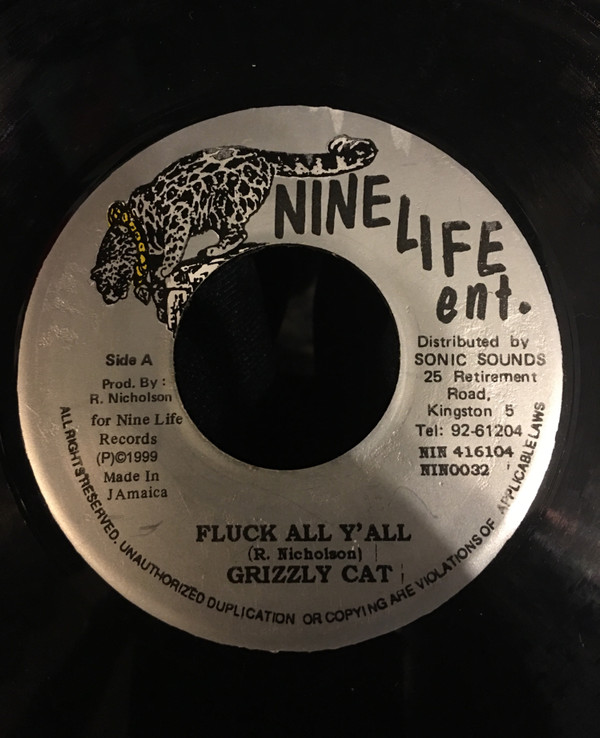 NINE LIFE
ent.
Side A
Prod. By :
R. Nicholson
for Nine Life
Records
(P)©1999
Made In
JAmaica
Distributed by
SONIC SOUNDS
25 Retirement
Road,
Kingston 5
Tel: 92-61204
NIN 416104
NIN0032
FLUCK ALL Y'ALL
(R. Nicholson)
GRIZZLY CAT
ALL RIGHTS RESERVED. UNAUTHORIZED DUPLICATION OR COPYING ARE VIOLATIONS OF APPLICABLE LAWS